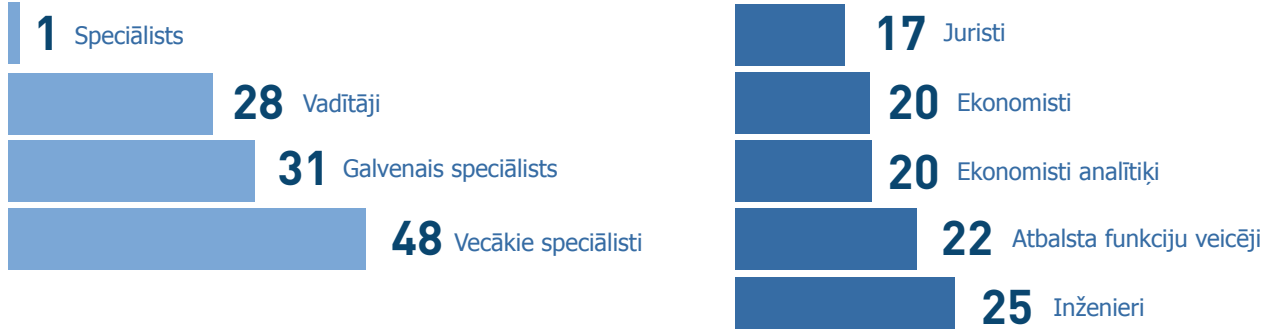 1 Speciālists
28 Vadītāji
31 Galvenais speciālists
48 Vecākie speciālisti
17 Juristi
20 Ekonomisti
20 Ekonomisti analītiķi
22 Atbalsta funkciju veicēji
25 Inženieri